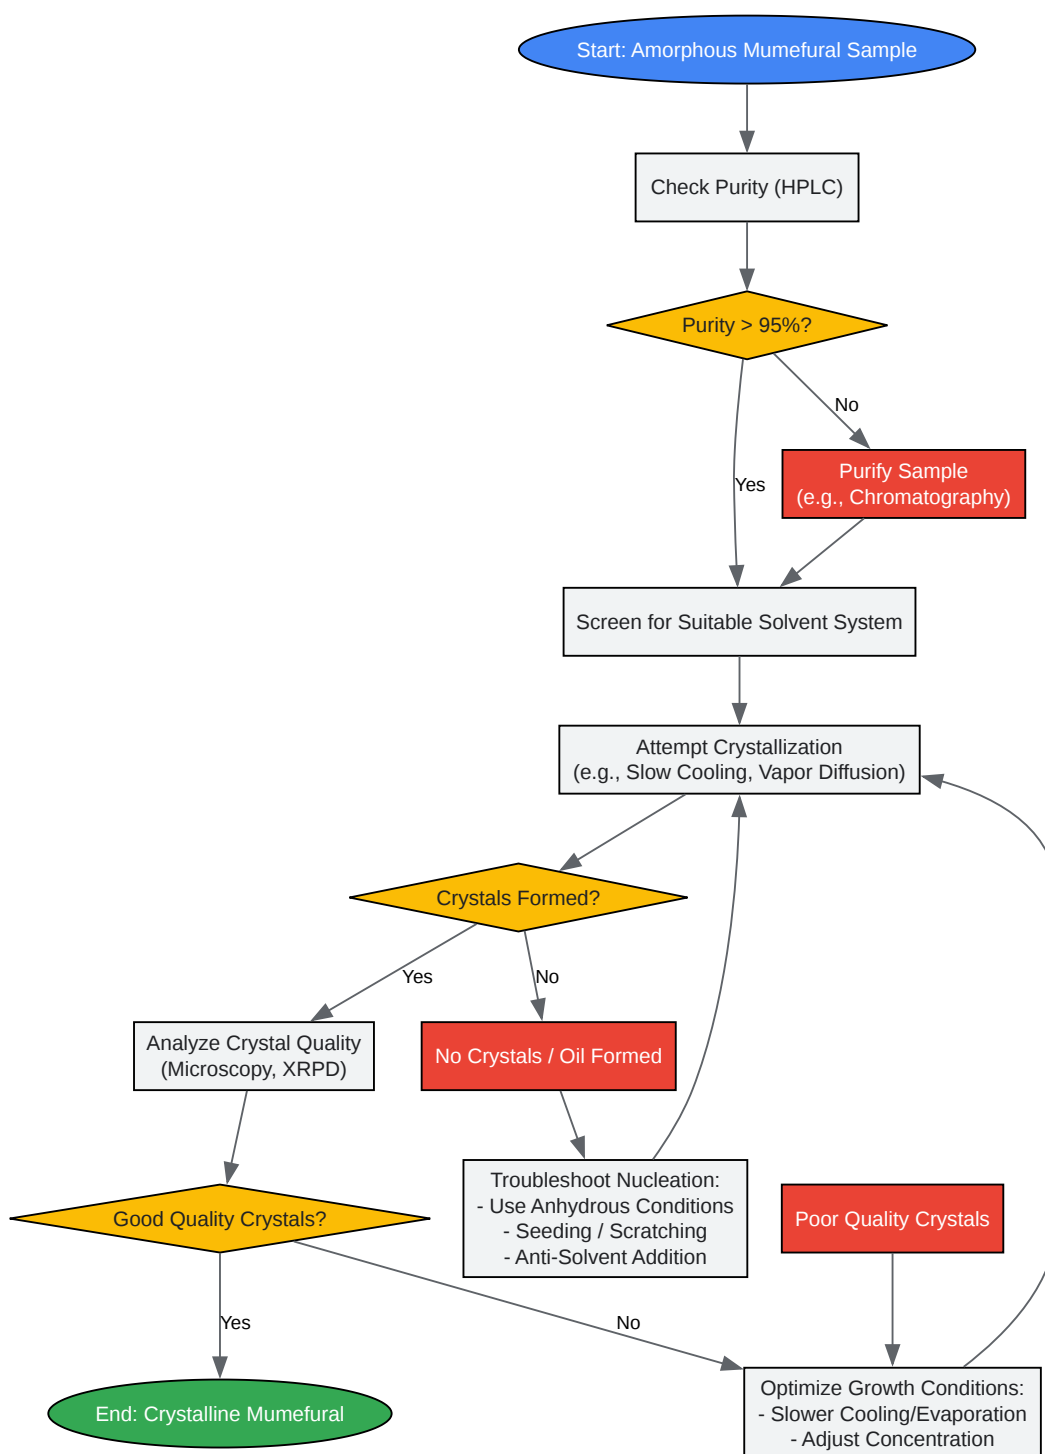 Start: Amorphous Mumefural Sample
Check Purity (HPLC)
Purity > 95%?
No
Yes
Purify Sample
(e.g., Chromatography)
Screen for Suitable Solvent System
Attempt Crystallization
(e.g., Slow Cooling, Vapor Diffusion)
Crystals Formed?
Yes
No
Analyze Crystal Quality
(Microscopy, XRPD)
No Crystals / Oil Formed
Troubleshoot Nucleation:
- Use Anhydrous Conditions
- Seeding / Scratching
- Anti-Solvent Addition
Good Quality Crystals?
Poor Quality Crystals
Yes
No
End: Crystalline Mumefural
Optimize Growth Conditions:
- Slower Cooling/Evaporation
- Adjust Concentration